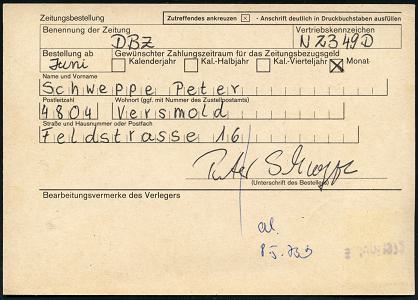 Zeitungsbestellung Zutreffendes ankreuzen ☒ - Anschrift deutlich in Druckbuchstaben ausfüllen
Benennung der Zeitung Vertriebskennzeichen
DBZ N2349D
Bestellung ab Gewünschter Zahlungszeitraum für das Zeitungsbezugsgeld
Juni ☐ Kalenderjahr ☐ Kal.-Halbjahr ☐ Kal.-Vierteljahr ☒ Monat
Name und Vorname
Schweppe Peter
Postleitzahl Wohnort (ggf. mit Nummer des Zustellpostamts)
4804 Versmold
Straße und Hausnummer oder Postfach
Feldstrasse 16
Peter Schweppe
(Unterschrift des Bestellers)
Bearbeitungsvermerke des Verlegers